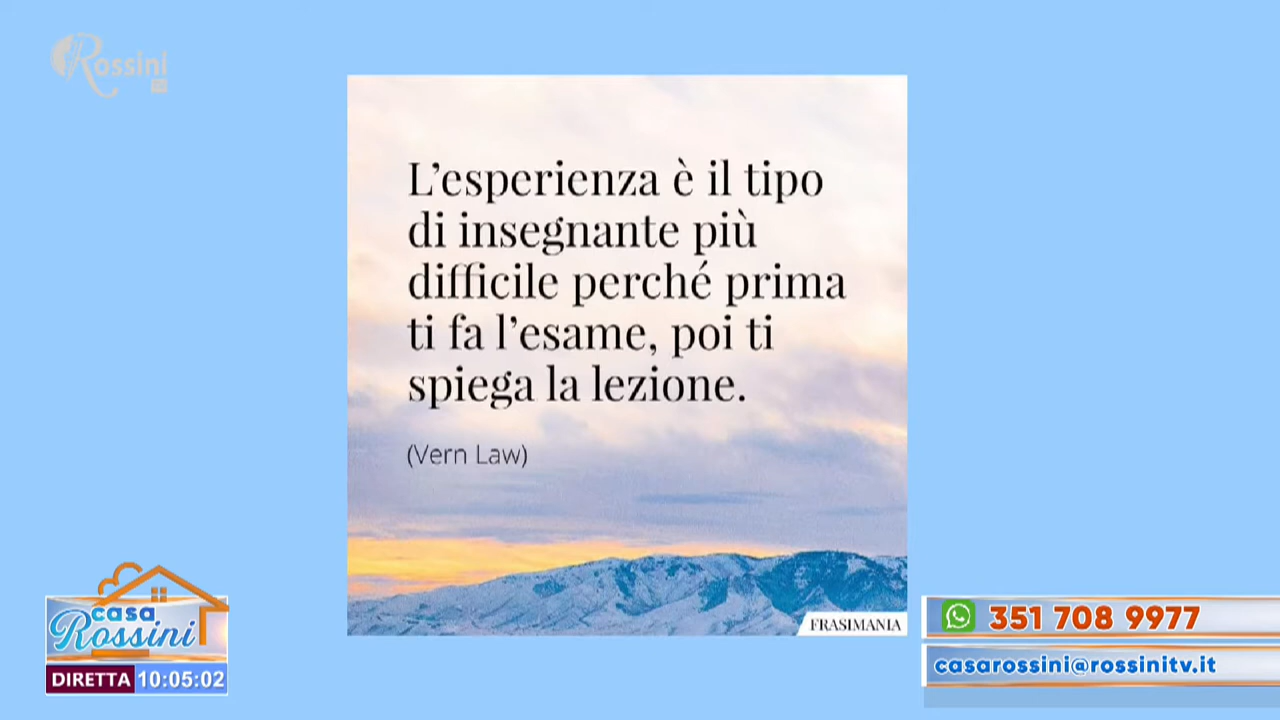 Rossini
L'esperienza è il tipo
di insegnante più
difficile perché prima
ti fa l'esame, poi ti
spiega la lezione.
(Vern Law)
FRASIMANIA
casa
Rossini
DIRETTA 10:05:02
351 708 9977
casarossini@rossinitv.it